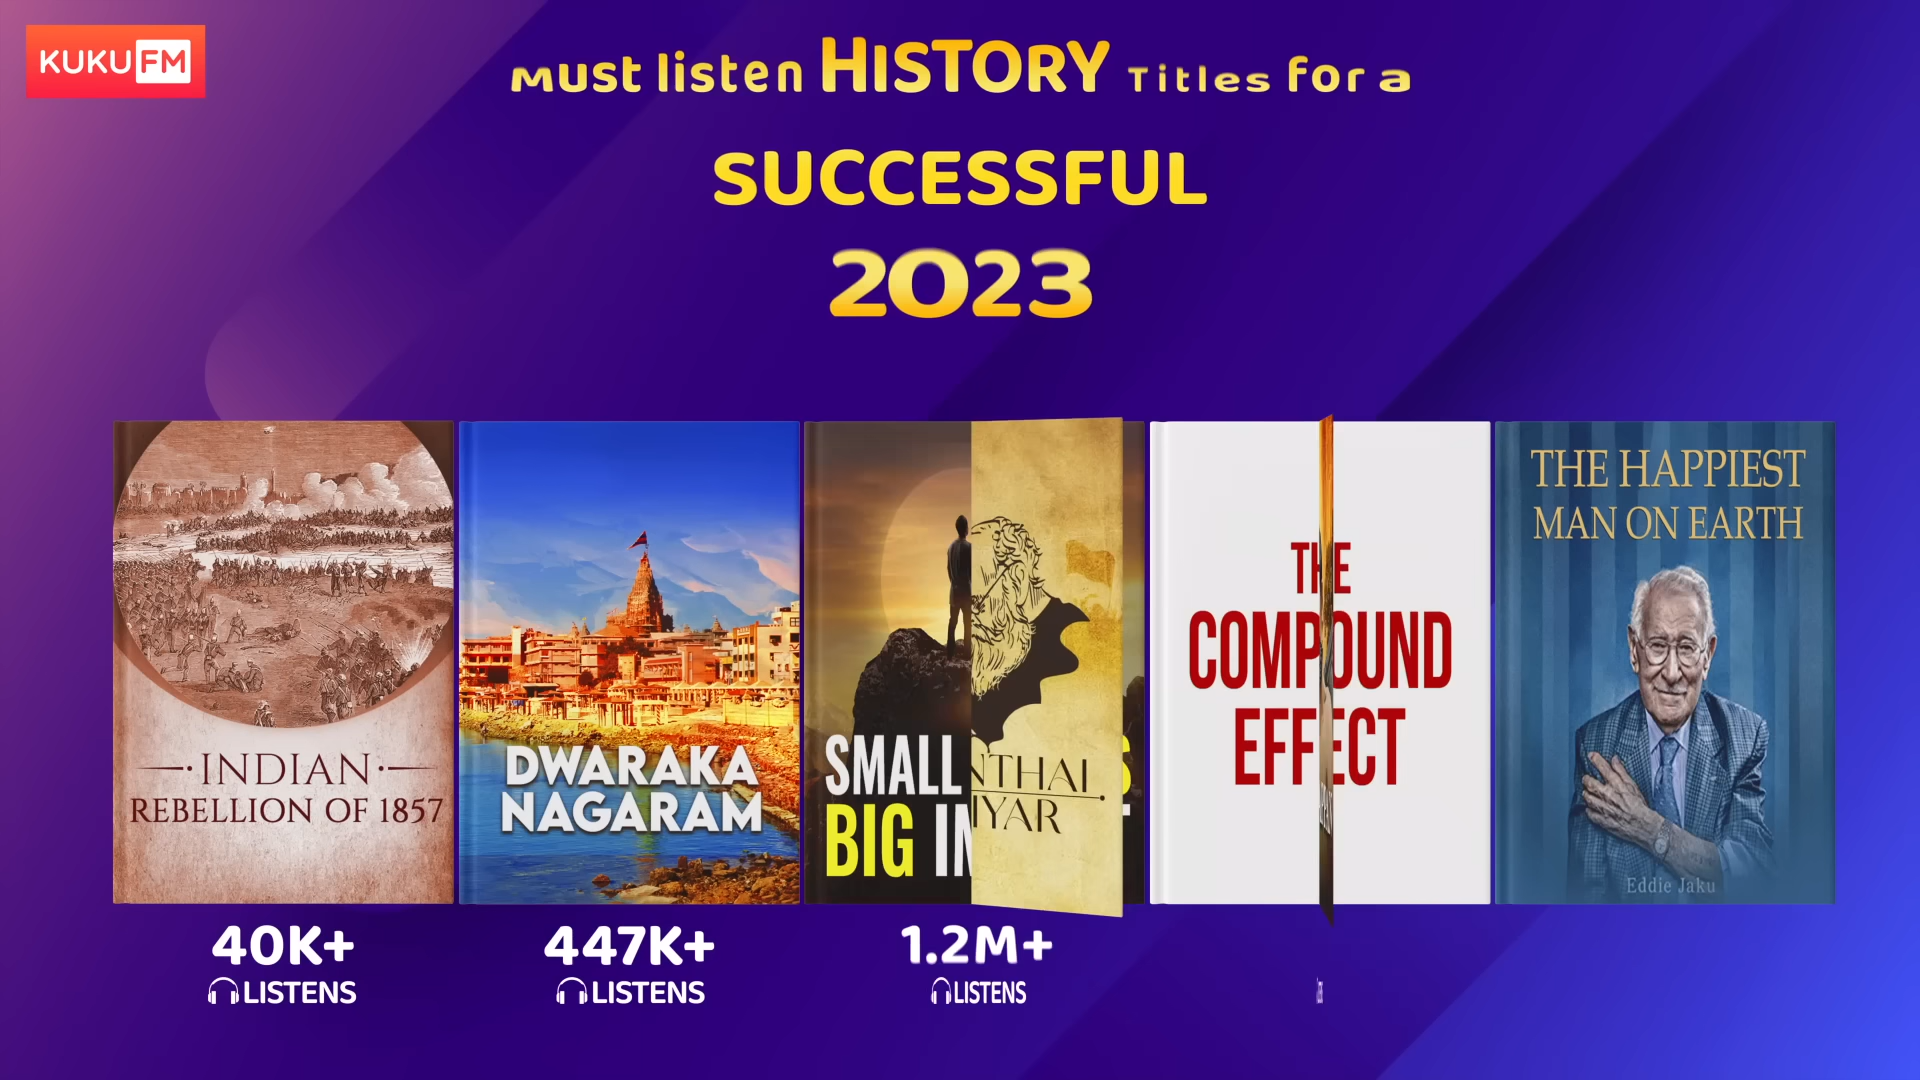 KUKU FM
Must listen HISTORY Titles for a
SUCCESSFUL
2023
INDIAN
REBELLION OF 1857
DWARAKA
NAGARAM
SMALL
BIG
THE
COMPOUND
EFFECT
THE HAPPIEST
MAN ON EARTH
Eddie Jaku
40K+
LISTENS
447K+
LISTENS
1.2M+
LISTENS